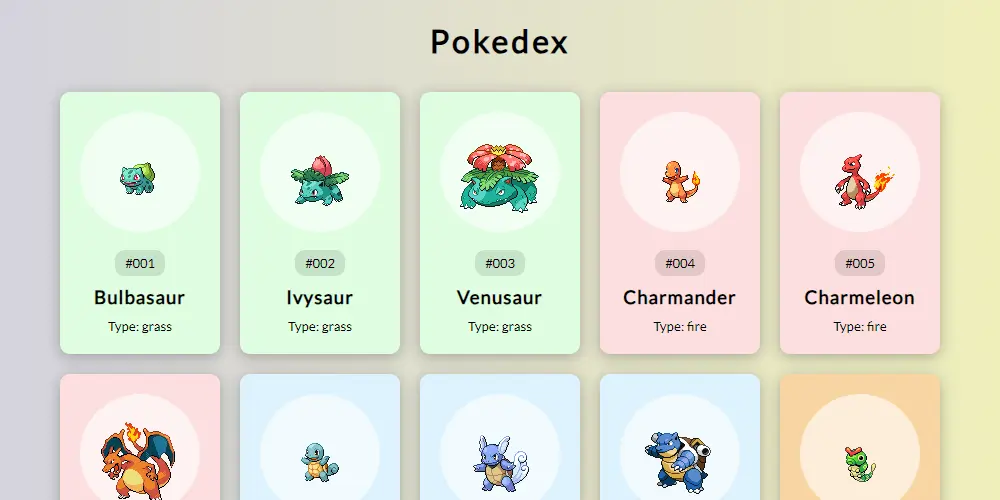 Pokedex
#001 #002 #003 #004 #005
Bulbasaur Ivysaur Venusaur Charmander Charmeleon
Type: grass Type: grass Type: grass Type: fire Type: fire